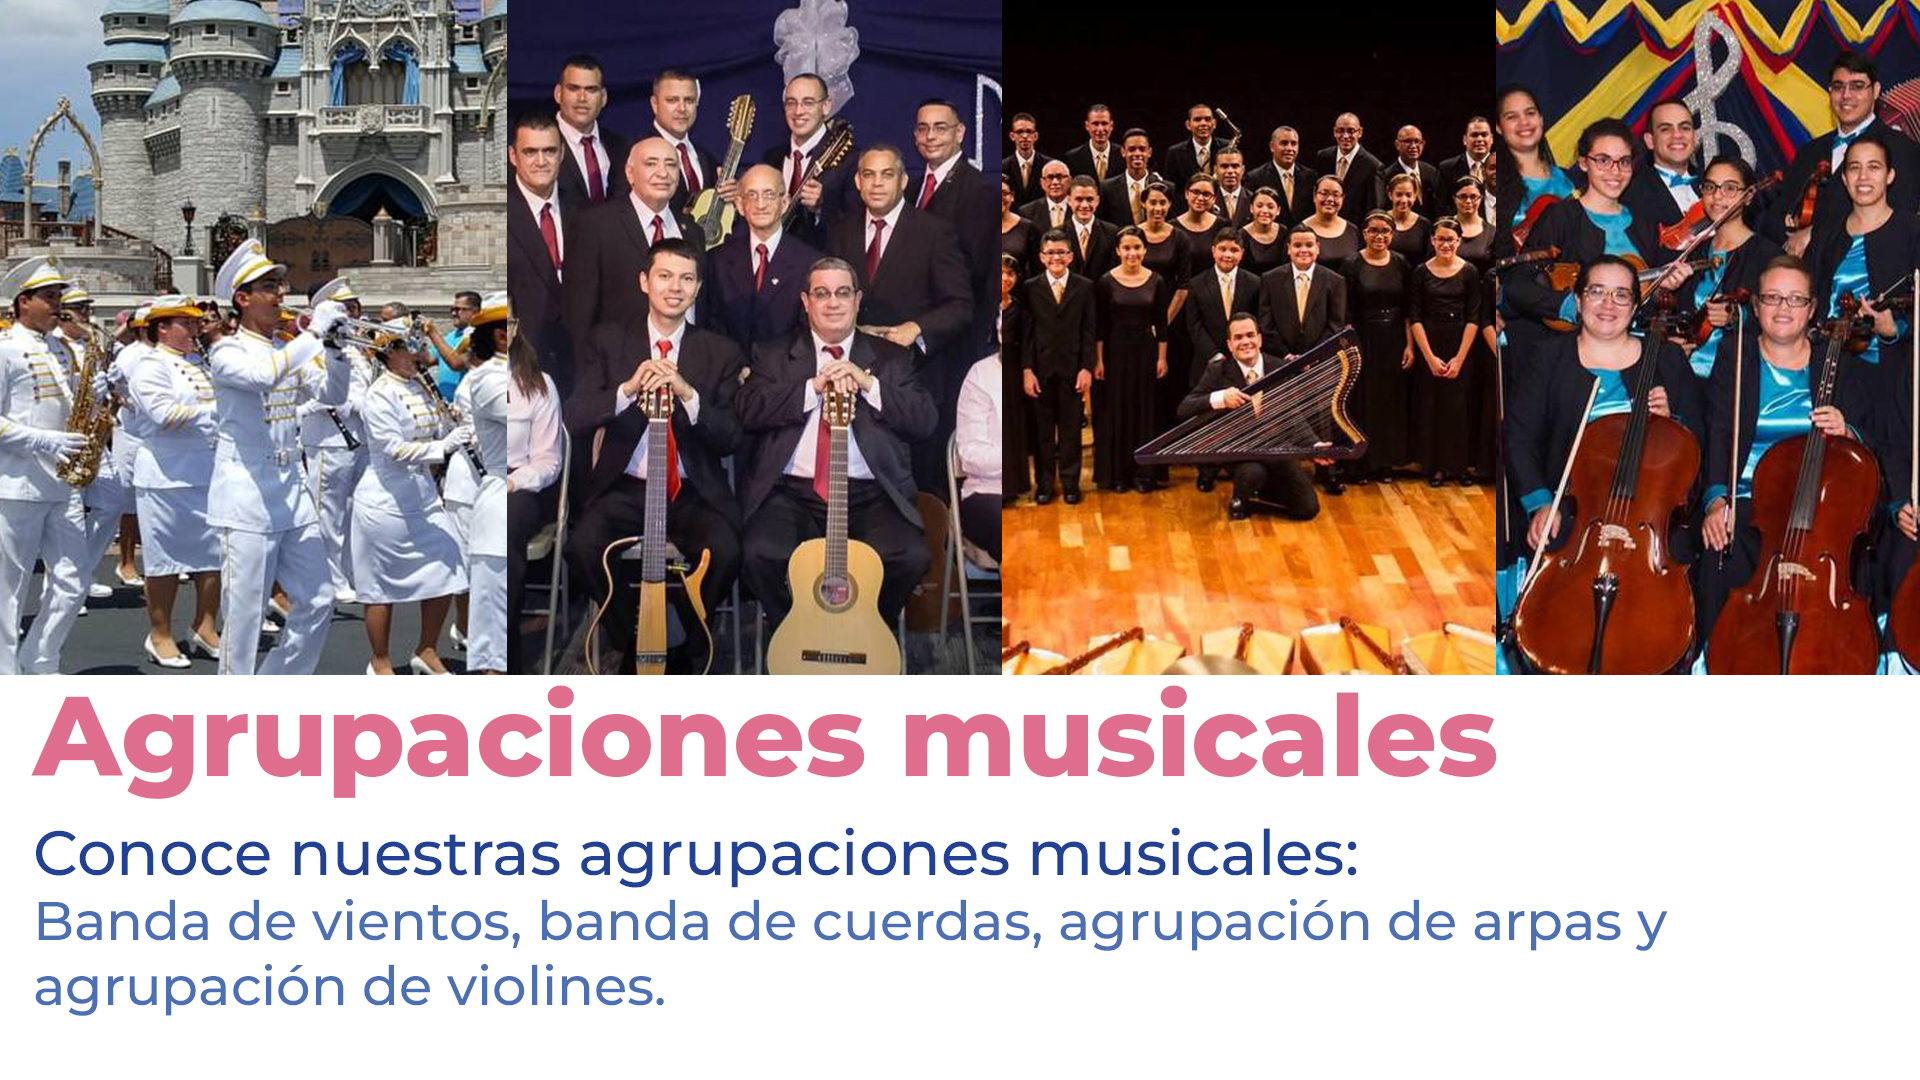 Agrupaciones musicales
Conoce nuestras agrupaciones musicales:
Banda de vientos, banda de cuerdas, agrupación de arpas y
agrupación de violines.